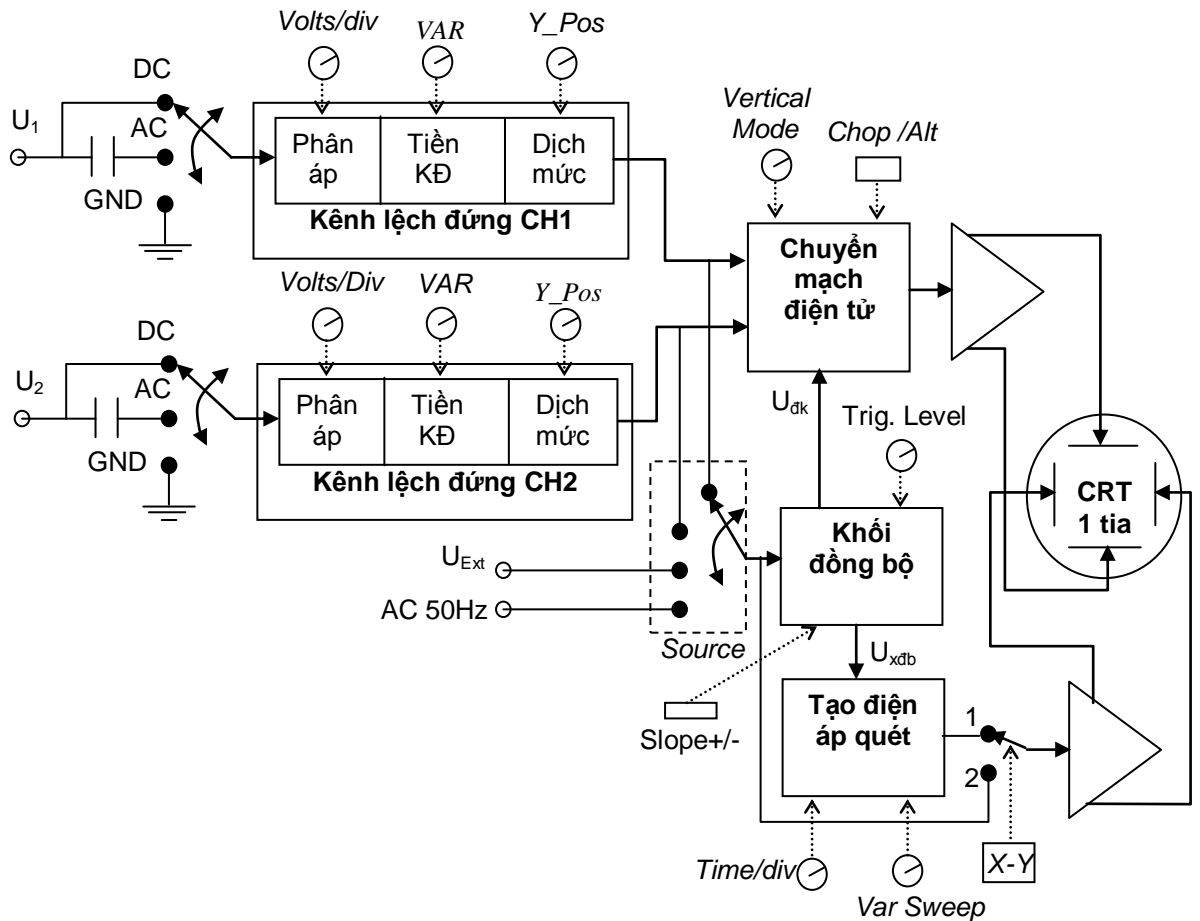 Volts/div
VAR
Y_Pos
DC
U1
AC
GND
Phân
áp
Tiền
KĐ
Dịch
mức
Kênh lệch đứng CH1
Vertical
Mode
Chop /Alt
Chuyển
mạch
điện tử
Volts/Div
VAR
Y_Pos
DC
U2
AC
GND
Phân
áp
Tiền
KĐ
Dịch
mức
Kênh lệch đứng CH2
Uđk
Trig. Level
CRT
1 tia
Khối
đồng bộ
UExt
AC 50Hz
Source
Uxđb
Slope+/-
Tạo điện
áp quét
1
2
Time/div
Var Sweep
X-Y